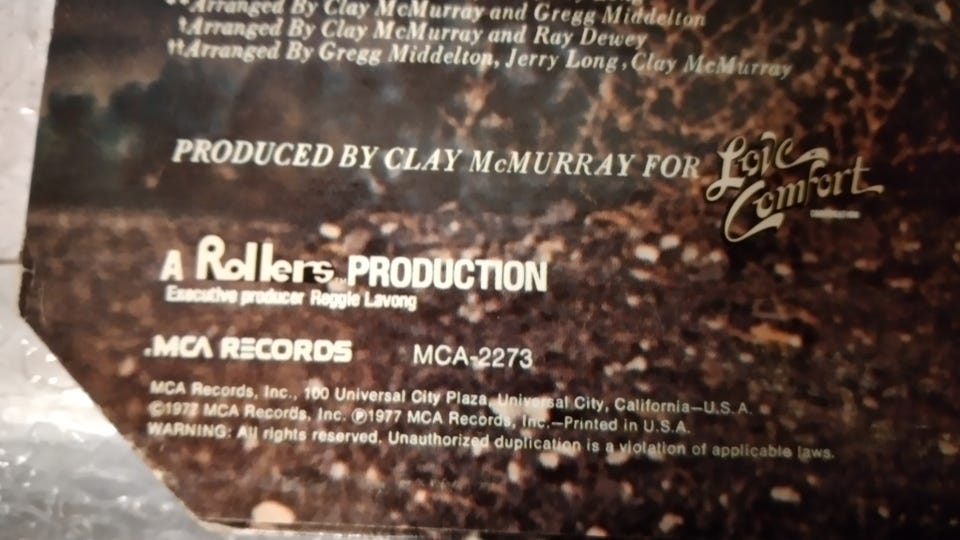 Arranged By Clay McMurray and Gregg Middelton
†Arranged By Clay McMurray and Ray Dewey
††Arranged By Gregg Middelton, Jerry Long, Clay McMurray
PRODUCED BY CLAY McMURRAY FOR Love Comfort
A Rollers PRODUCTION
Executive producer Reggie Lavong
MCA RECORDS MCA-2273
MCA Records, Inc., 100 Universal City Plaza, Universal City, California—U.S.A.
©1977 MCA Records, Inc. ℗1977 MCA Records, Inc.—Printed in U.S.A.
WARNING: All rights reserved. Unauthorized duplication is a violation of applicable laws.